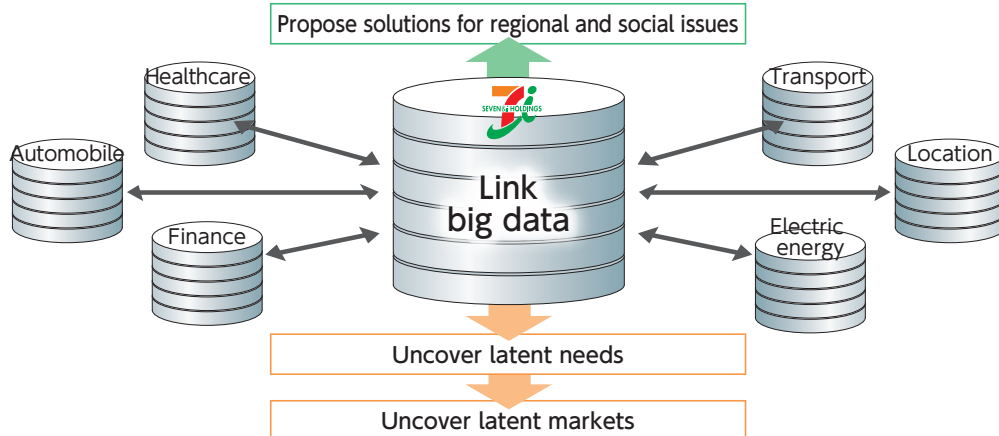 Propose solutions for regional and social issues
Healthcare
Transport
SEVEN&i HOLDINGS
Automobile
Location
Link
big data
Finance
Electric
energy
Uncover latent needs
Uncover latent markets